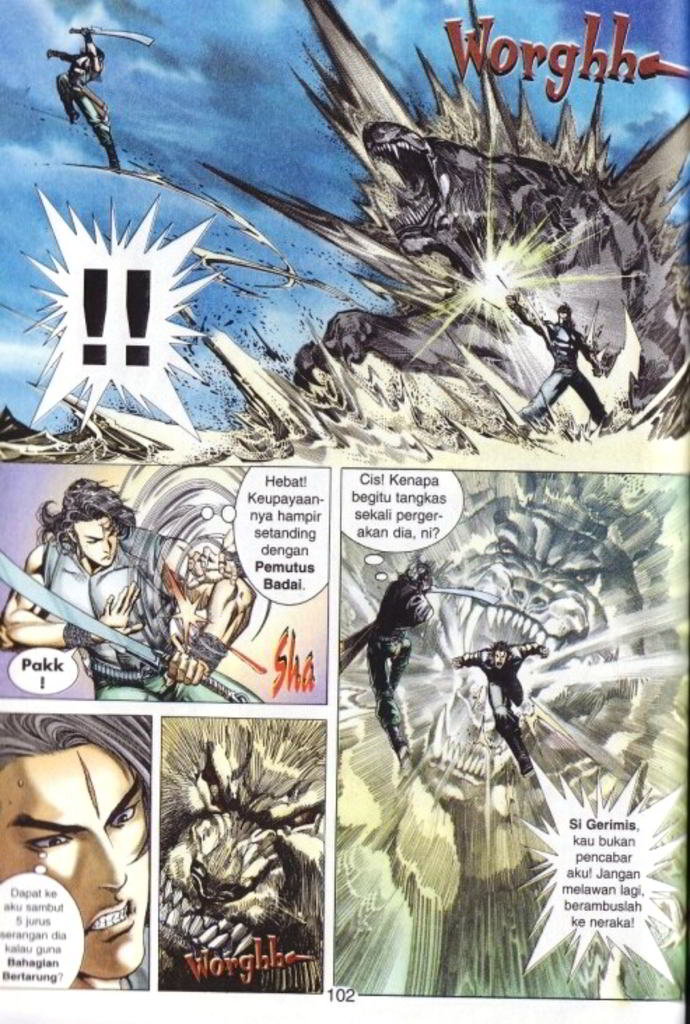 Worghh
!!
Hebat!
Keupayaan-
nya hampir
setanding
dengan
Pemutus
Badai.
Pakk
!
Sha
Cis! Kenapa
begitu tangkas
sekali perger-
akan dia, ni?
Dapat ke
aku sambut
5 jurus
serangan dia
kalau guna
Bahagian
Bertarung?
Worghh
Si Gerimis,
kau bukan
pencabar
aku! Jangan
melawan lagi,
berambuslah
ke neraka!
102